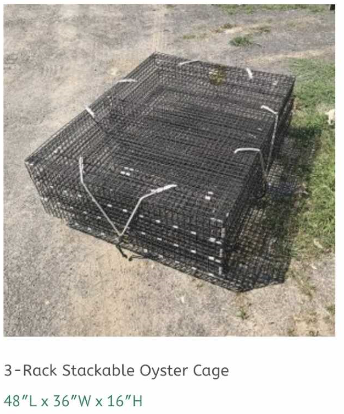 3-Rack Stackable Oyster Cage
48"L x 36"W x 16"H